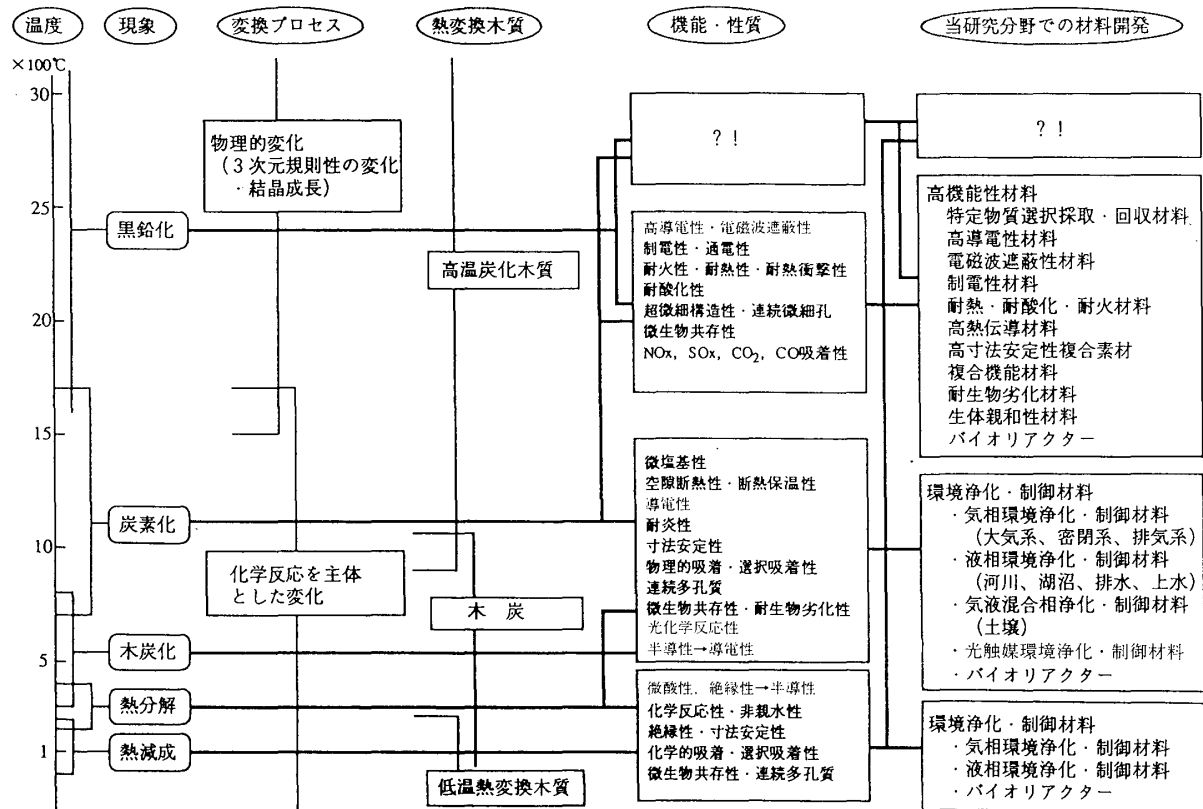 温度
現象
変換プロセス
熱変換木質
機能・性質
当研究分野での材料開発
×100℃
30
25
20
15
10
5
1
黒鉛化
炭素化
木炭化
熱分解
熱減成
物理的変化
(3次元規則性の変化
・結晶成長)
化学反応を主体
とした変化
高温炭化木質
木 炭
低温熱変換木質
? !
高導電性・電磁波遮蔽性
制電性・通電性
耐火性・耐熱性・耐熱衝撃性
耐酸化性
超微細構造性・連続微細孔
微生物共存性
NOx, SOx, CO₂, CO吸着性
微塩基性
空隙断熱性・断熱保温性
導電性
耐炎性
寸法安定性
物理的吸着・選択吸着性
連続多孔質
微生物共存性・耐生物劣化性
光化学反応性
半導性→導電性
微酸性, 絶縁性→半導性
化学反応性・非親水性
絶縁性・寸法安定性
化学的吸着・選択吸着性
微生物共存性・連続多孔質
? !
高機能性材料
特定物質選択採取・回収材料
高導電性材料
電磁波遮蔽性材料
制電性材料
耐熱・耐酸化・耐火材料
高熱伝導材料
高寸法安定性複合素材
複合機能材料
耐生物劣化材料
生体親和性材料
バイオリアクター
環境浄化・制御材料
・気相環境浄化・制御材料
(大気系、密閉系、排気系)
・液相環境浄化・制御材料
(河川、湖沼、排水、上水)
・気液混合相浄化・制御材料
(土壌)
・光触媒環境浄化・制御材料
・バイオリアクター
環境浄化・制御材料
・気相環境浄化・制御材料
・液相環境浄化・制御材料
・バイオリアクター